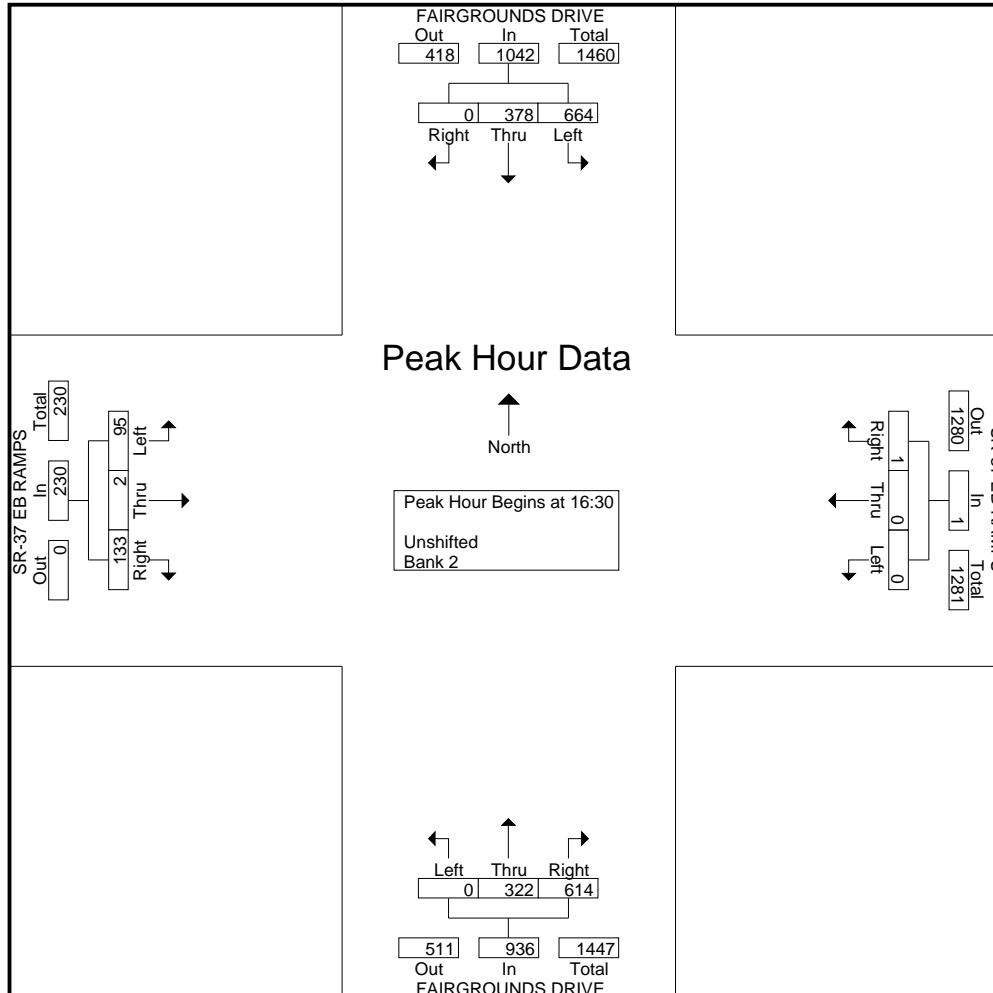 FAIRGROUNDS DRIVE
Out In Total
418 1042 1460
0 378 664
Right Thru Left
Peak Hour Data
North
Peak Hour Begins at 16:30
Unshifted
Bank 2
SR-37 EB RAMPS
Out In Total
0 230 230
Right Thru Left
133 2 95
Out In Total
1280 1 1281
Right Thru Left
1 0 0
Left Thru Right
0 322 614
511 936 1447
Out In Total
FAIRGROUNDS DRIVE